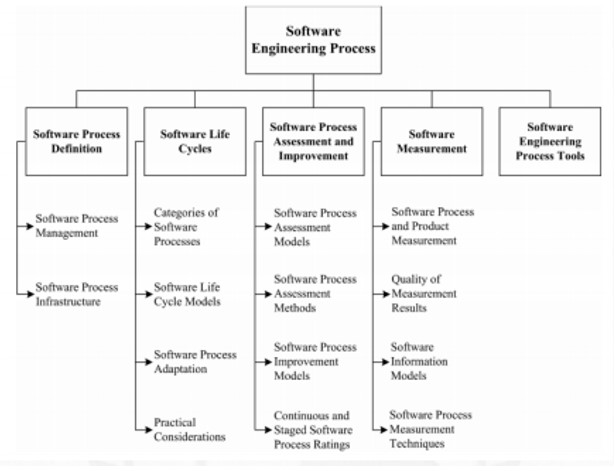 Software
Engineering Process
Software Process
Definition
Software Life
Cycles
Software Process
Assessment and
Improvement
Software
Measurement
Software
Engineering
Process Tools
Software Process
Management
Software Process
Infrastructure
Categories of
Software
Processes
Software Life
Cycle Models
Software Process
Adaptation
Practical
Considerations
Software Process
Assessment
Models
Software Process
Assessment
Methods
Software Process
Improvement
Models
Continuous and
Staged Software
Process Ratings
Software Process
and Product
Measurement
Quality of
Measurement
Results
Software
Information
Models
Software Process
Measurement
Techniques